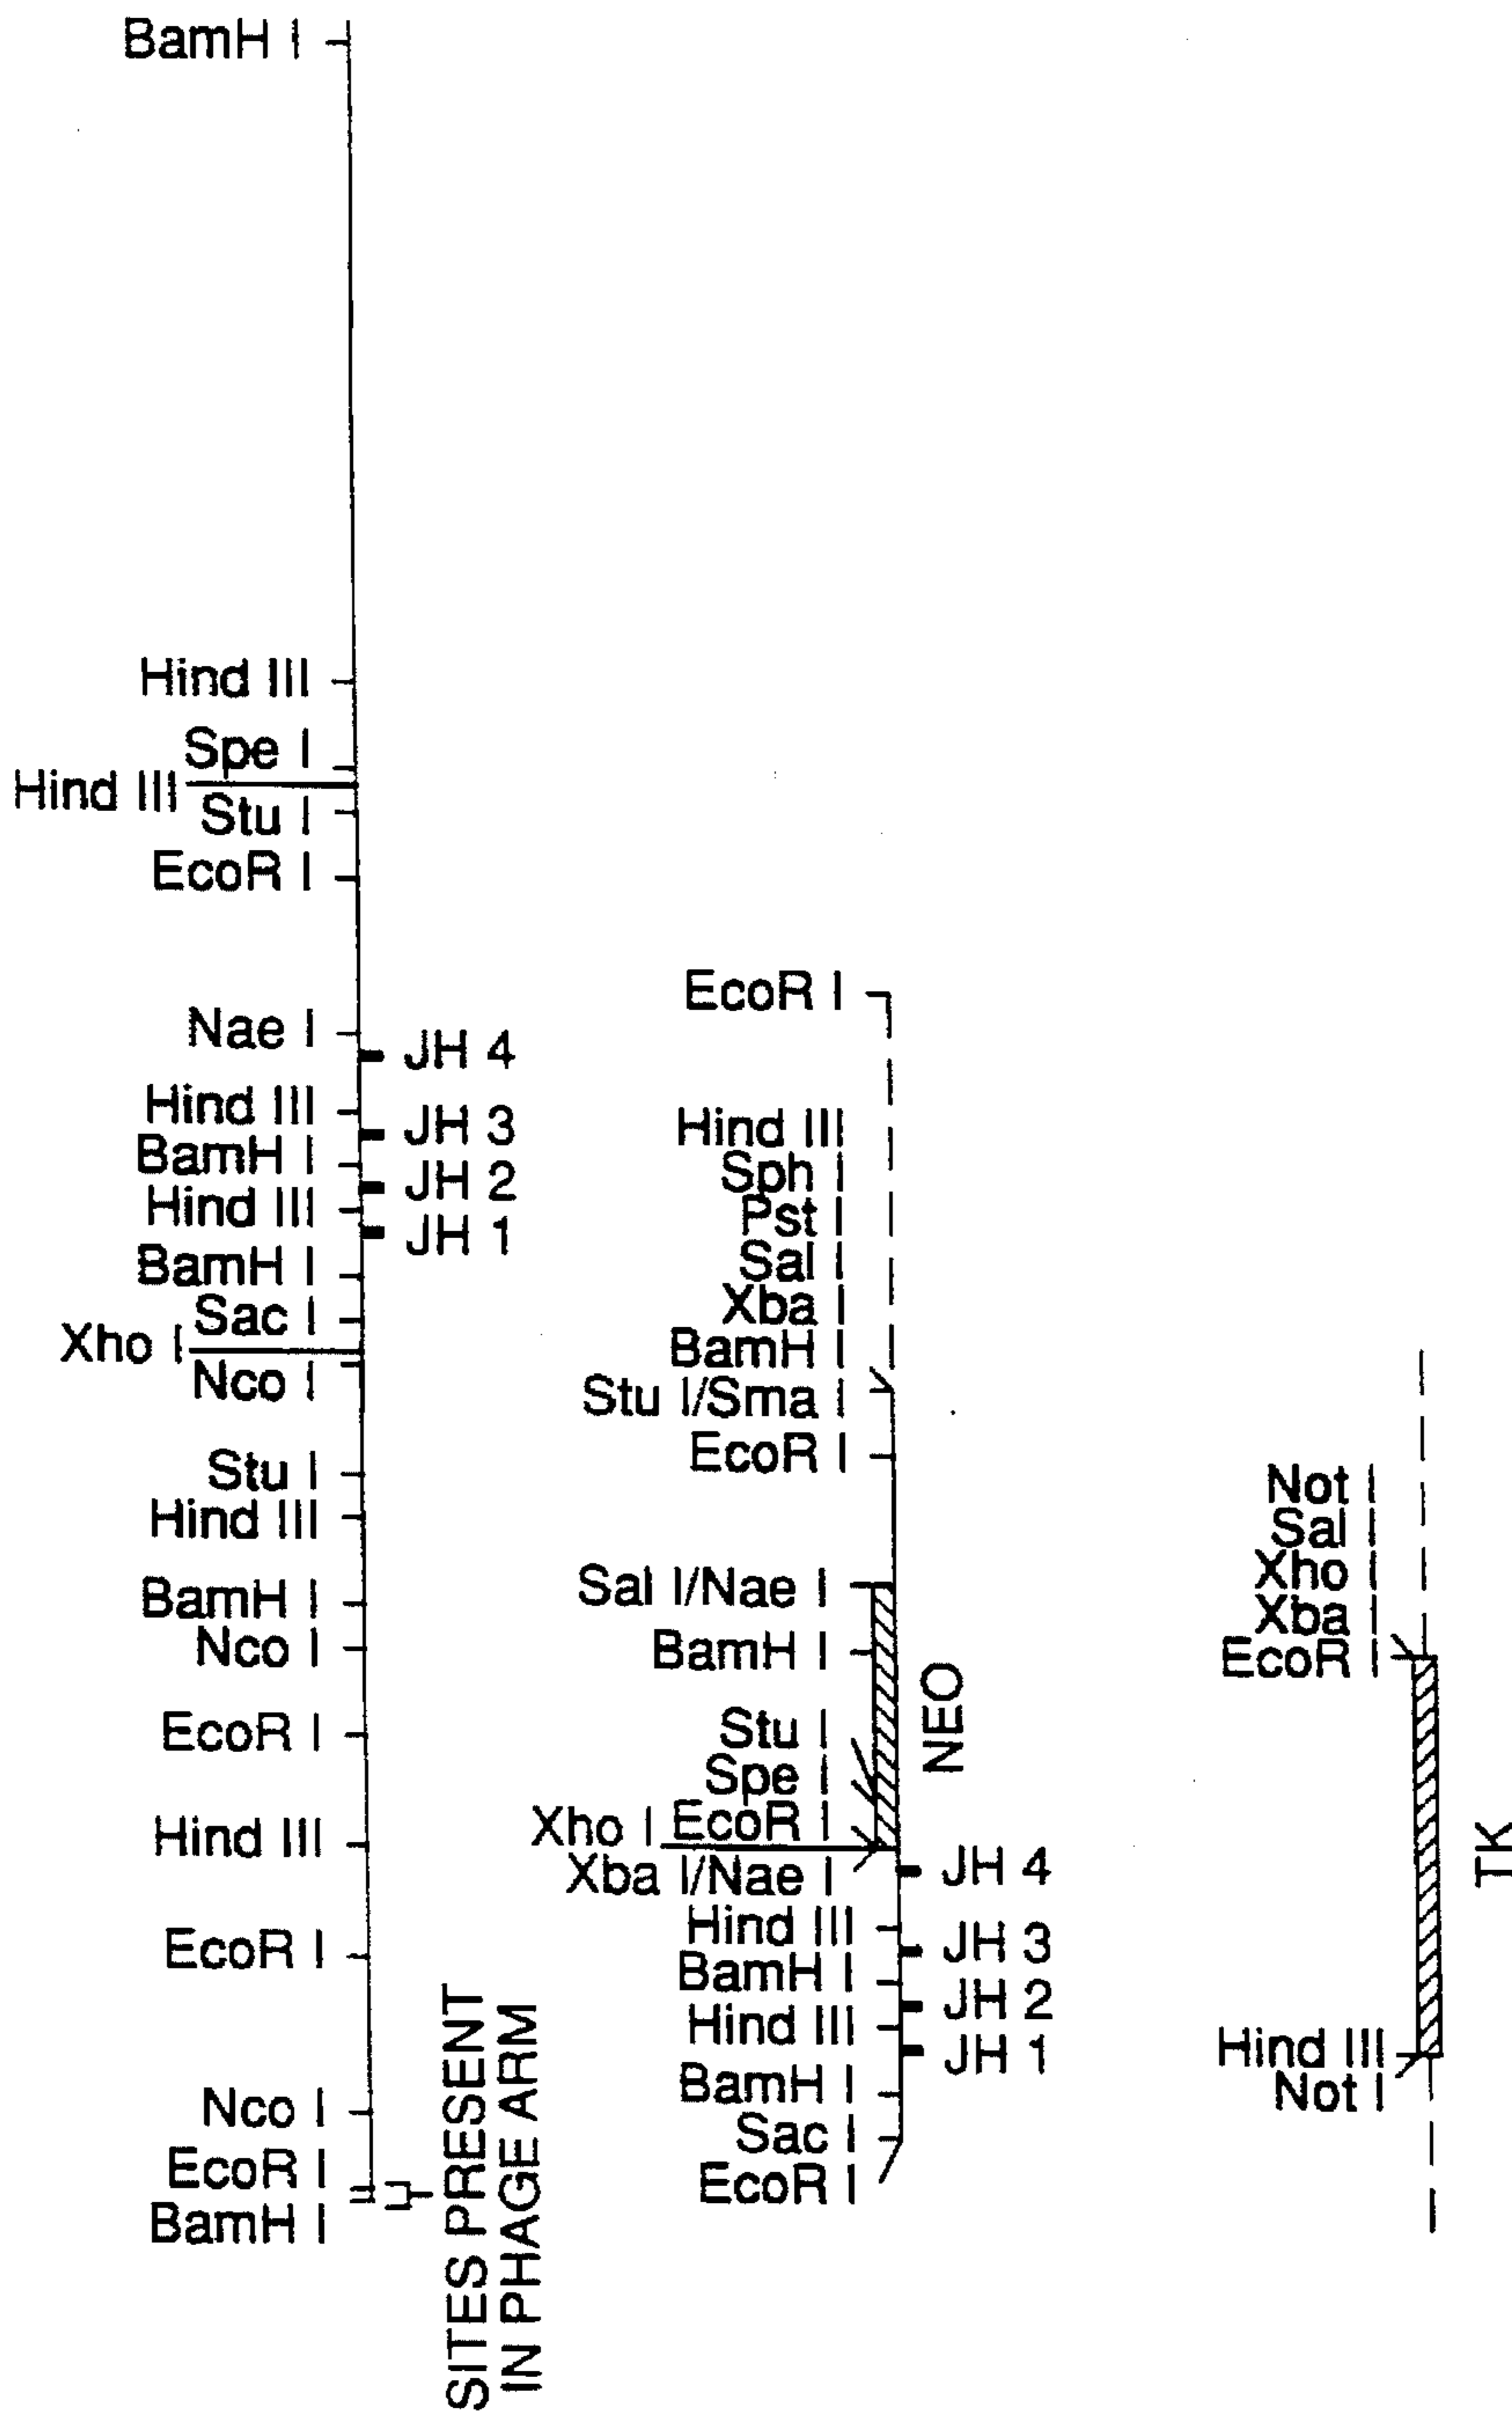 BamH I
Hind III
Spe I
Hind III
Stu I
EcoR I
Nae I
JH 4
Hind III
JH 3
BamH I
JH 2
Hind III
JH 1
BamH I
Sac I
Xho I
Nco I
Stu I
Hind III
BamH I
Nco I
EcoR I
Hind III
EcoR I
Nco I
EcoR I
BamH I
SITES PRESENT
IN PHAGE ARM
EcoR I
Hind III
Sph I
Pst I
Sal I
Xba I
BamH I
Stu I/Sma I
EcoR I
Sal I/Nae I
BamH I
NEO
Stu I
Spe I
EcoR I
Xho I
Xba I/Nae I
JH 4
Hind III
JH 3
BamH I
JH 2
Hind III
JH 1
BamH I
Sac I
EcoR I
Not I
Sal I
Xho I
Xba I
EcoR I
TK
Hind III
Not I